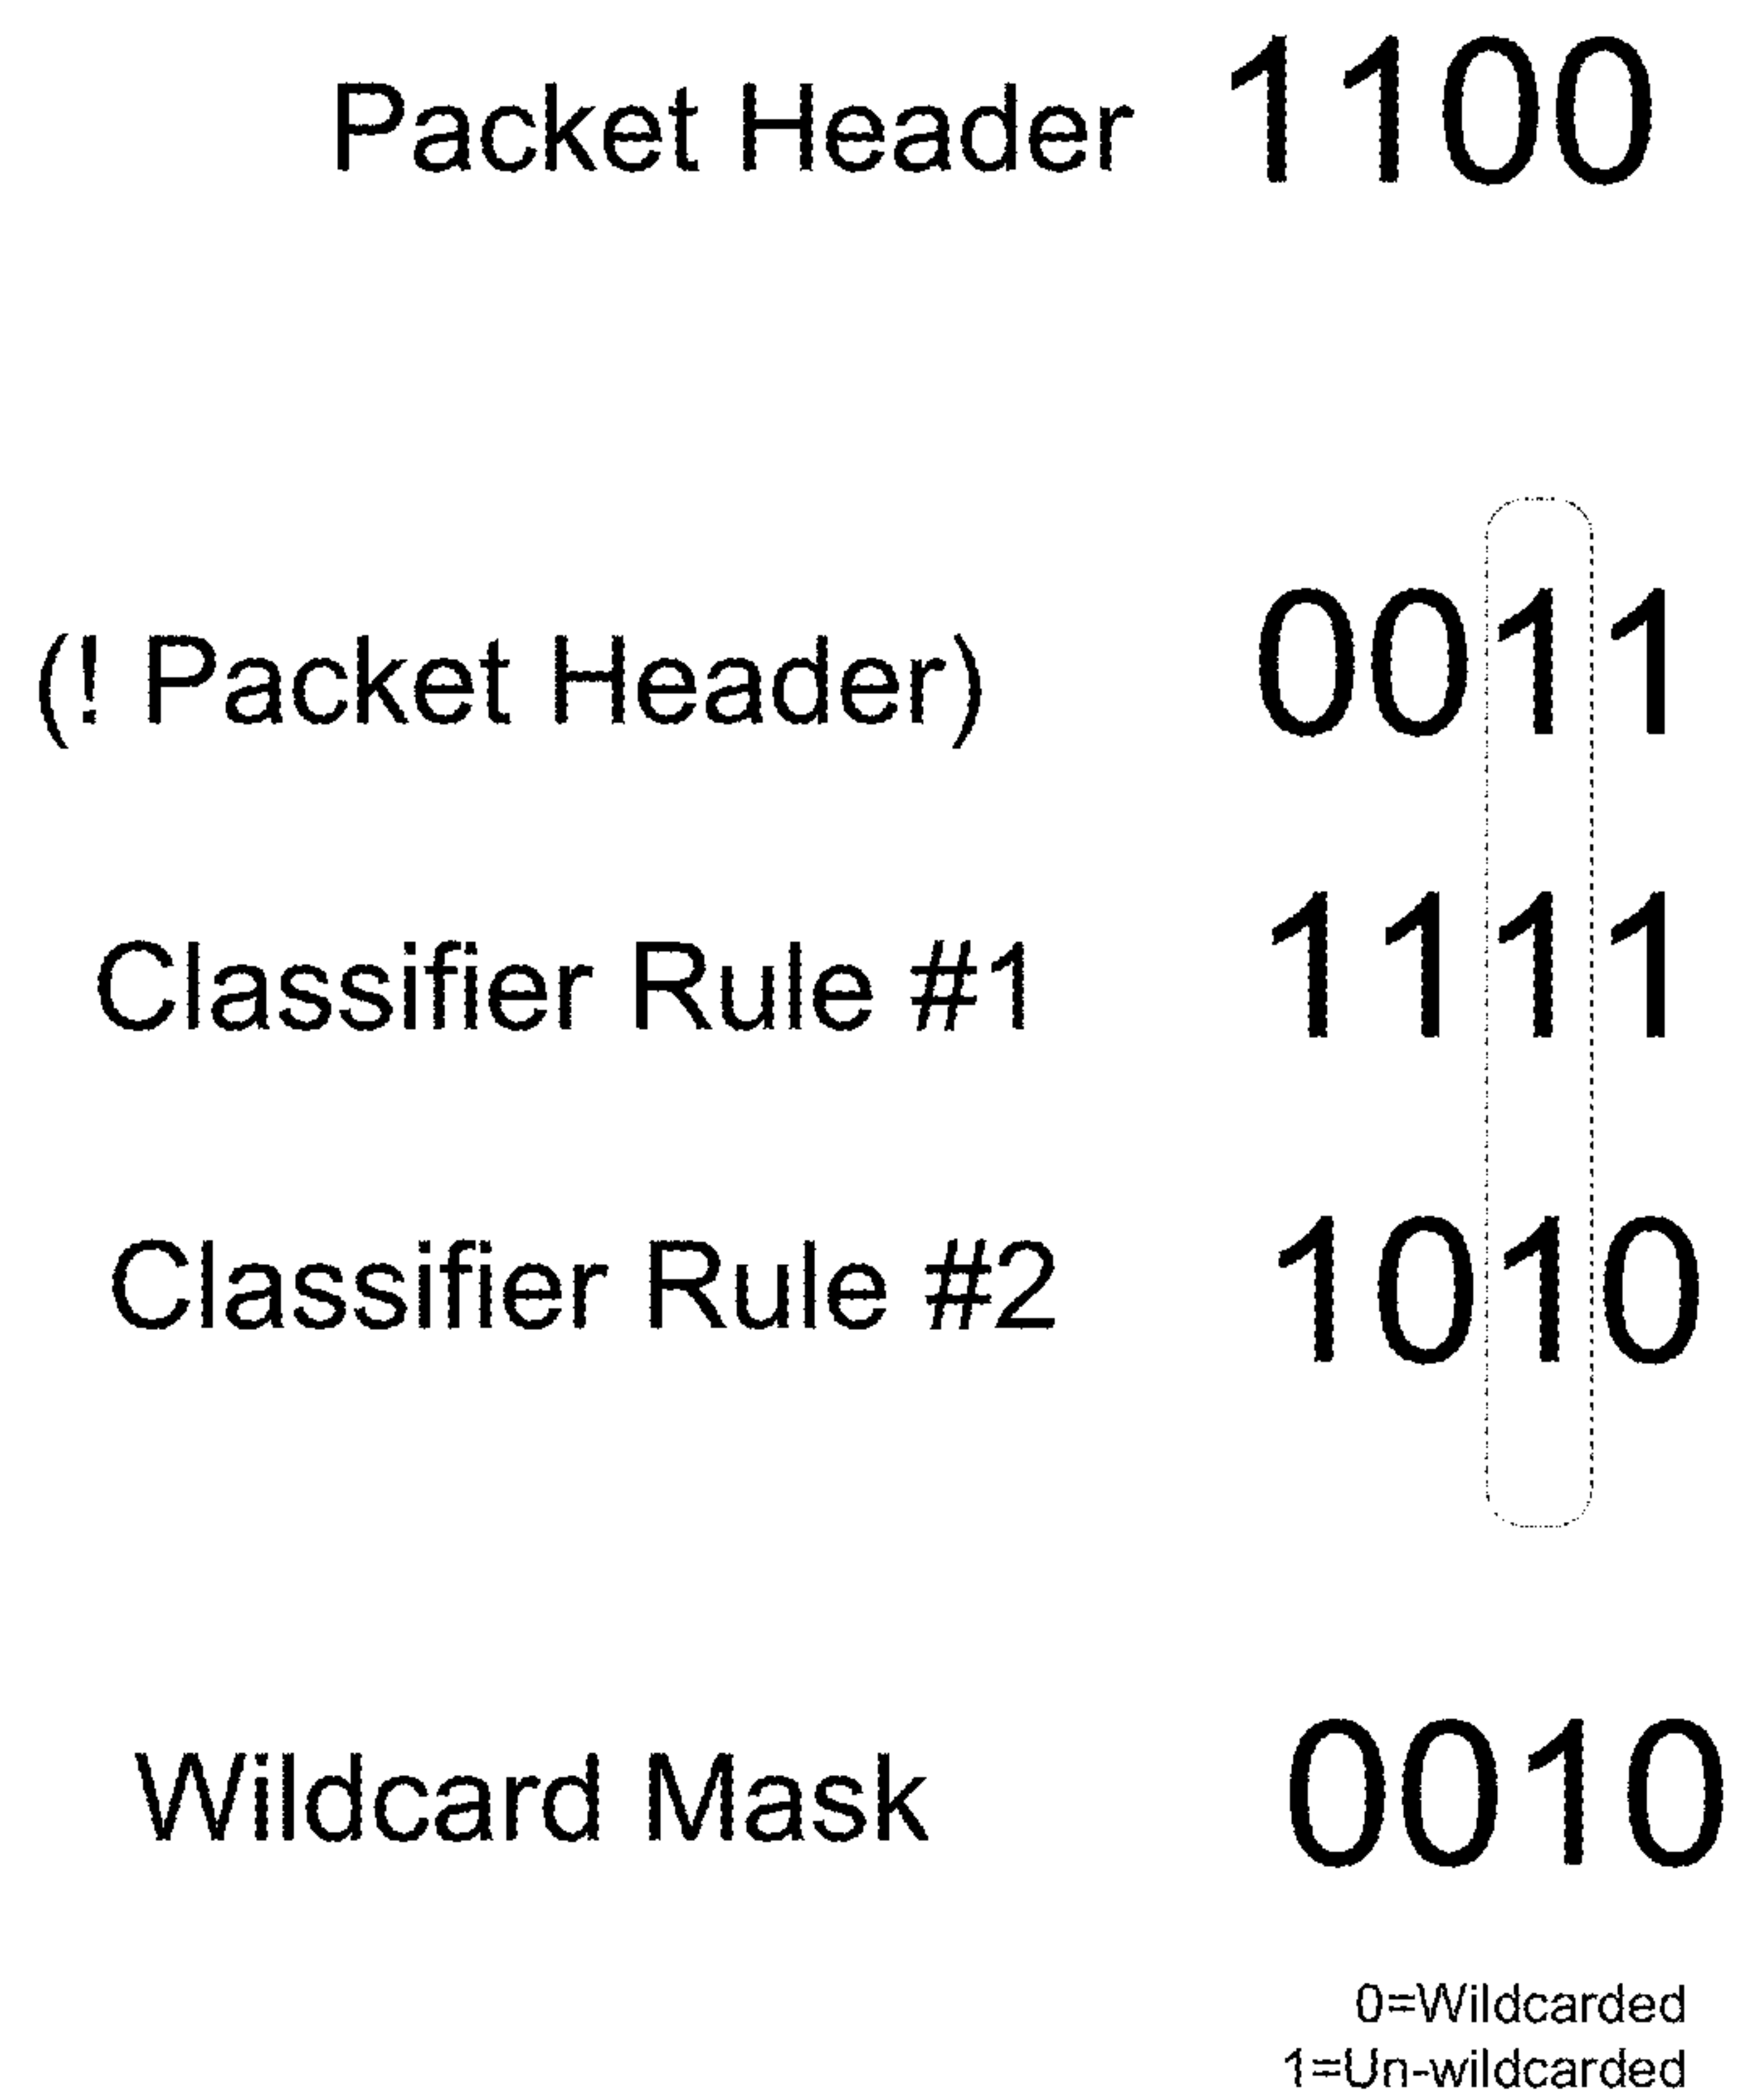 Packet Header 1100
(! Packet Header) 0011
Classifier Rule #1 1111
Classifier Rule #2 1010
Wildcard Mask 0010
0=Wildcarded
1=Un-wildcarded